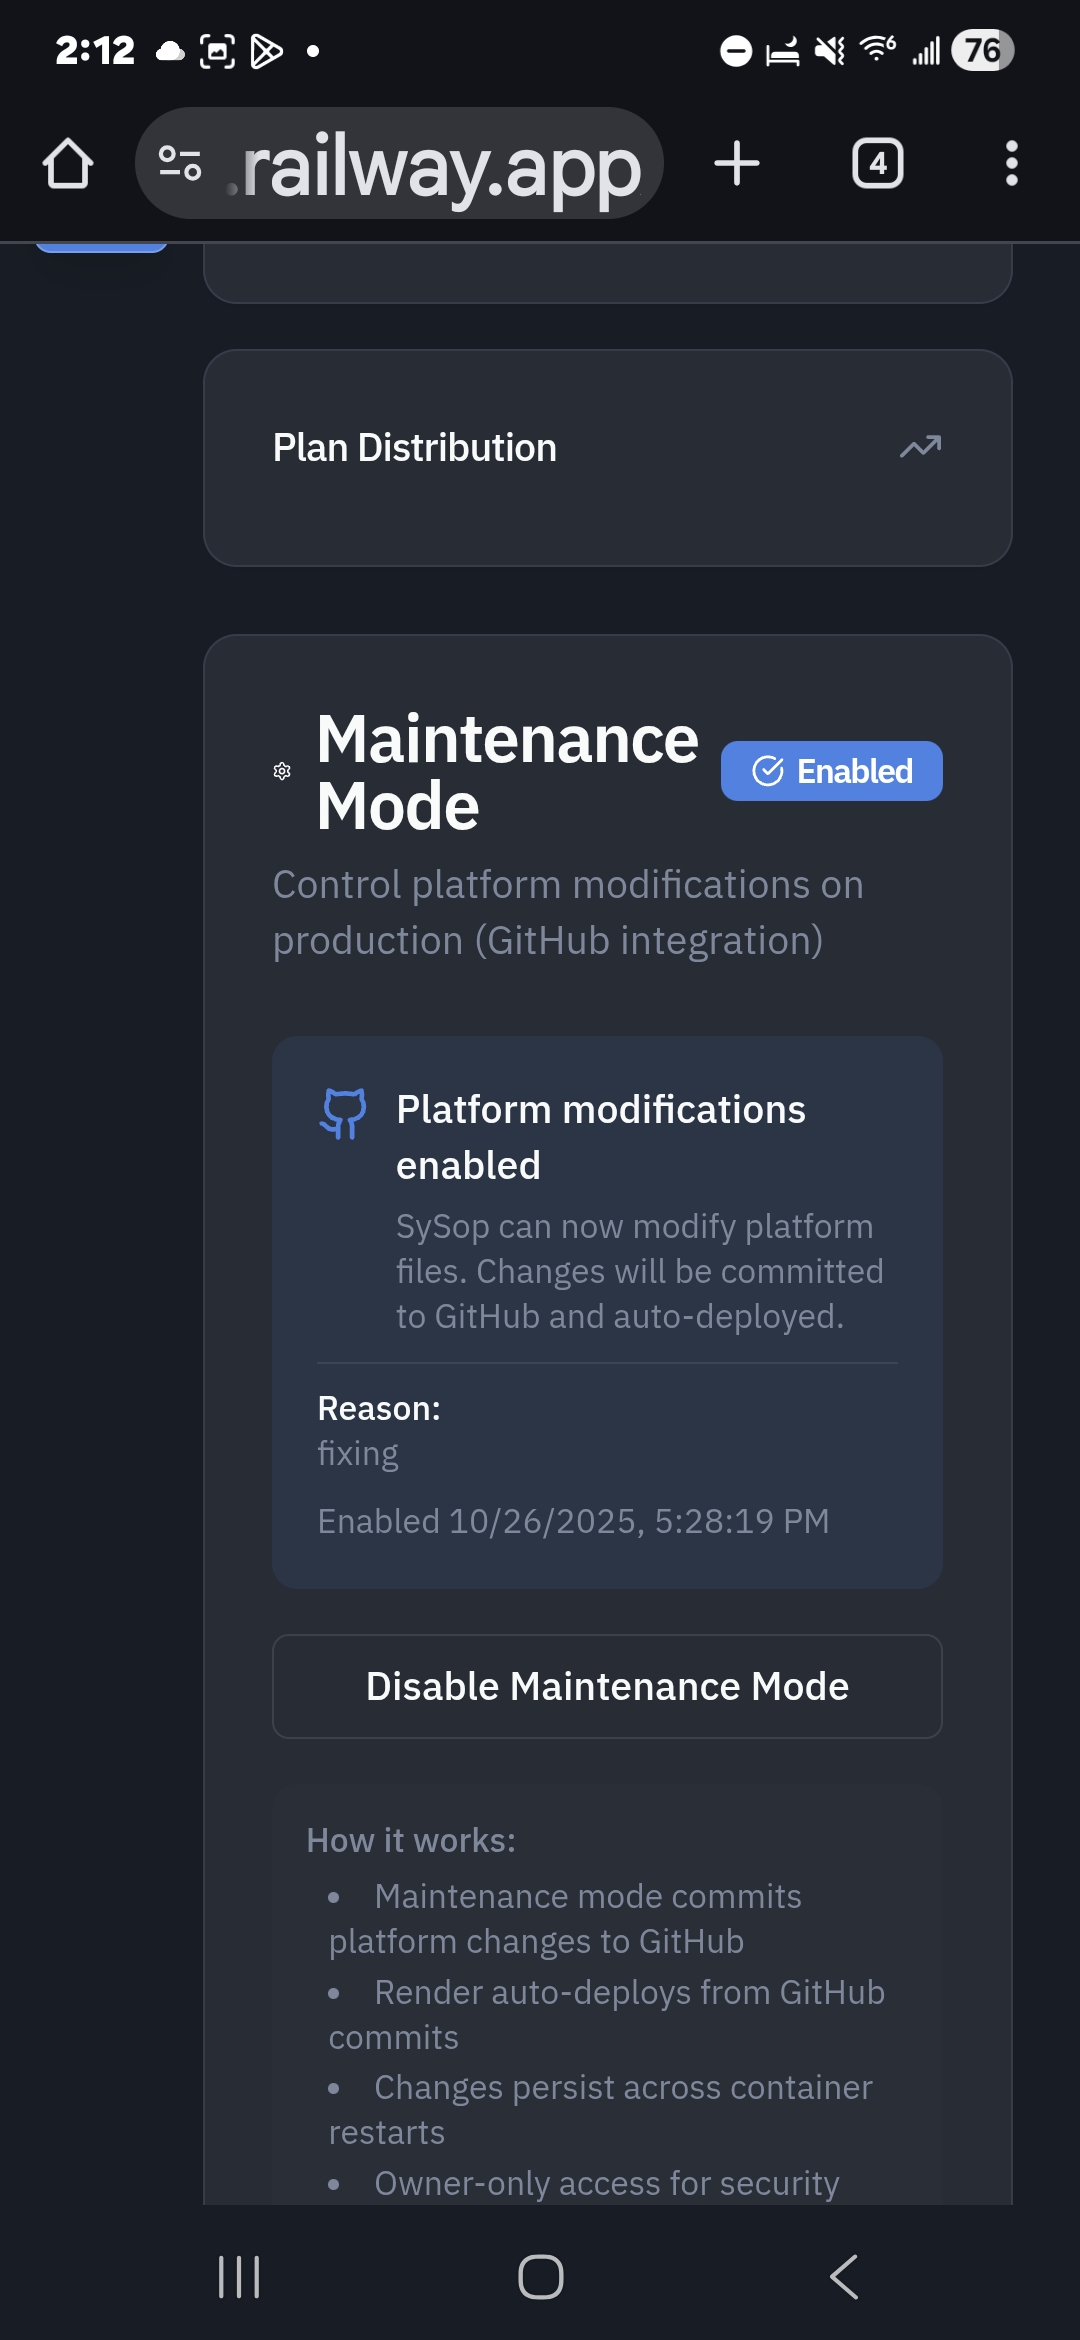 2:12
6
76
.railway.app
4
Plan Distribution
Maintenance
Mode
Enabled
Control platform modifications on
production (GitHub integration)
Platform modifications
enabled
SySop can now modify platform
files. Changes will be committed
to GitHub and auto-deployed.
Reason:
fixing
Enabled 10/26/2025, 5:28:19 PM
Disable Maintenance Mode
How it works:
• Maintenance mode commits
platform changes to GitHub
• Render auto-deploys from GitHub
commits
• Changes persist across container
restarts
• Owner-only access for security